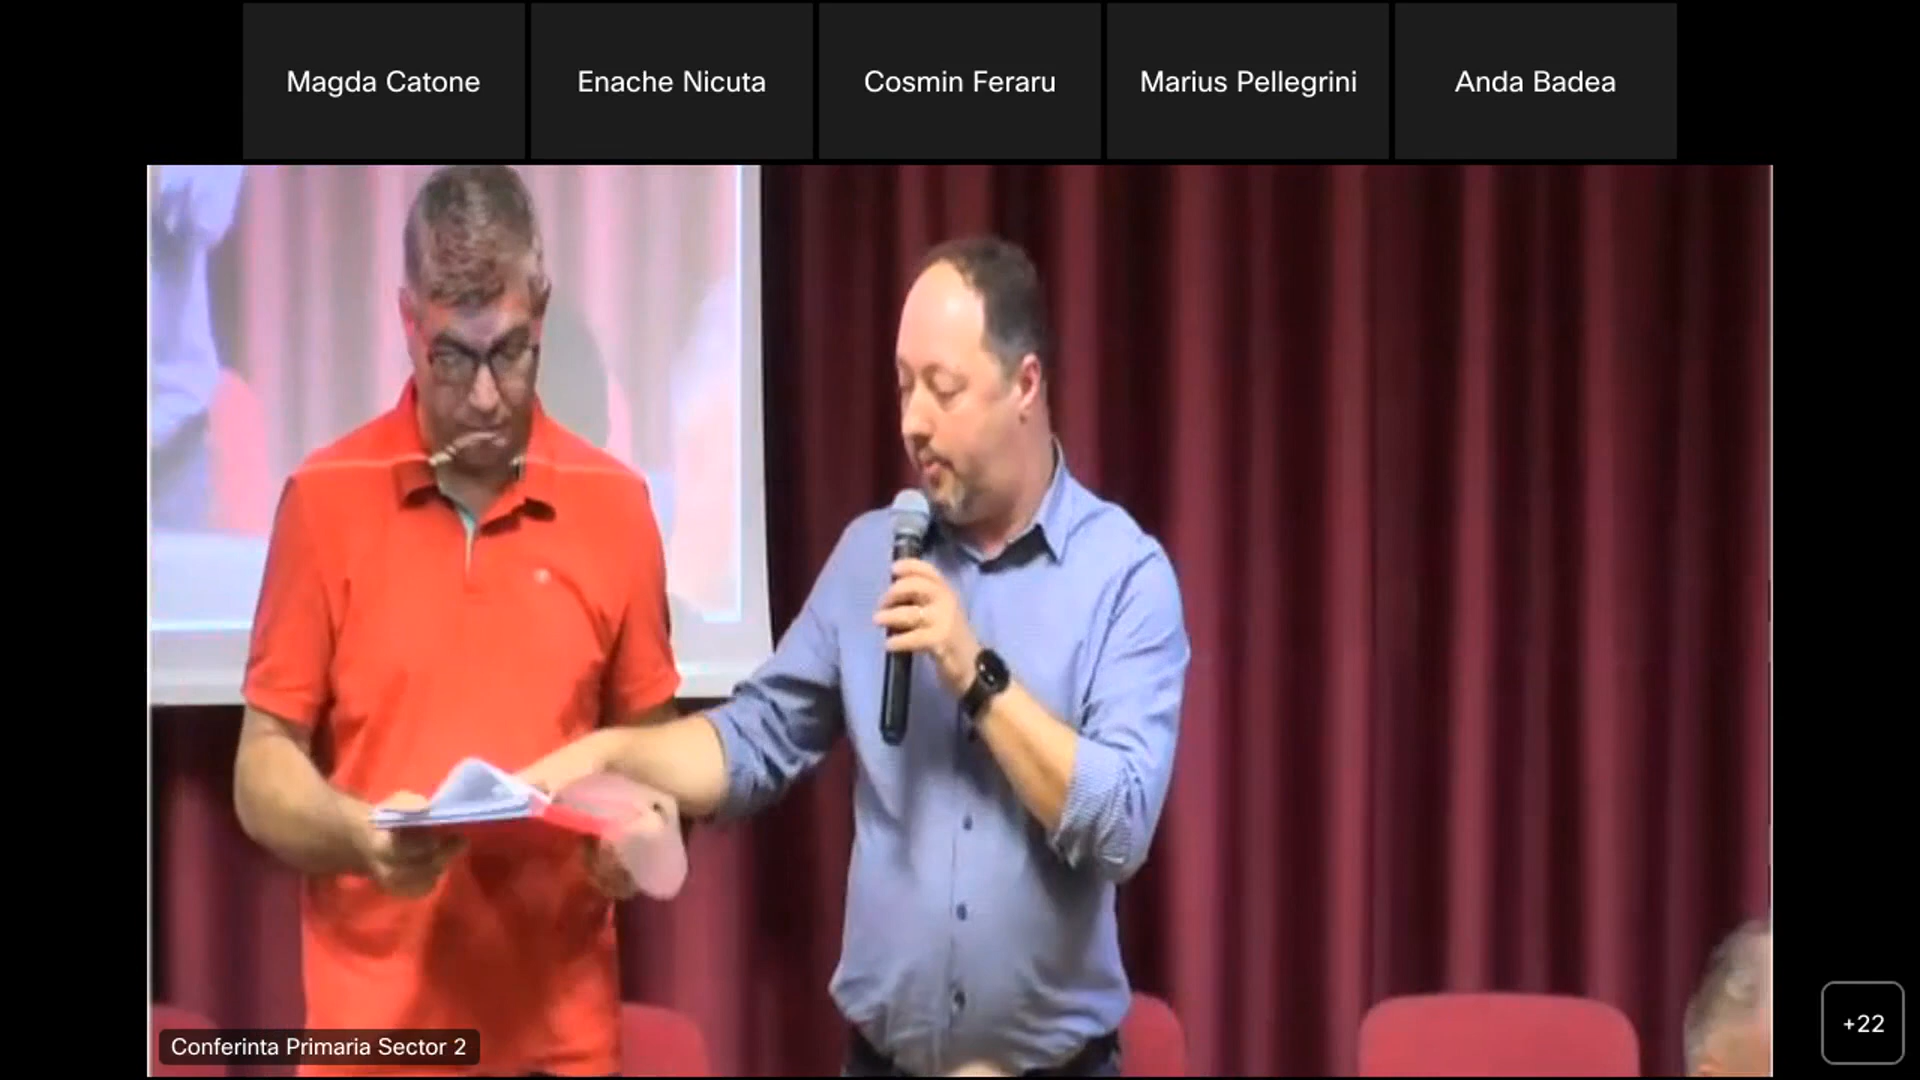 Magda Catone
Enache Nicuta
Cosmin Feraru
Marius Pellegrini
Anda Badea
Conferinta Primaria Sector 2
+22